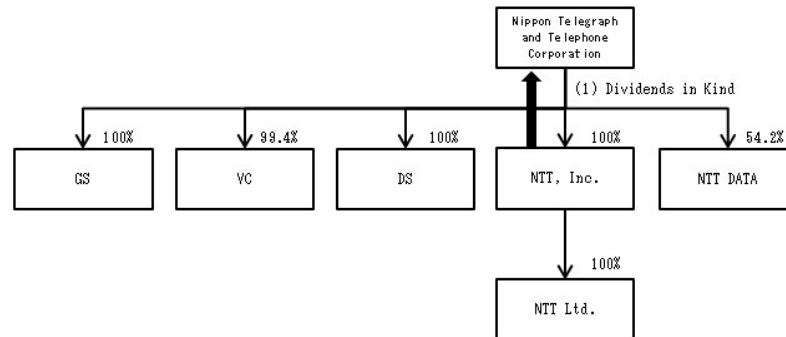 Nippon Telegraph
and Telephone
Corporation
(1) Dividends in Kind
100%
99.4%
100%
100%
54.2%
GS
VC
DS
NTT, Inc.
NTT DATA
100%
NTT Ltd.